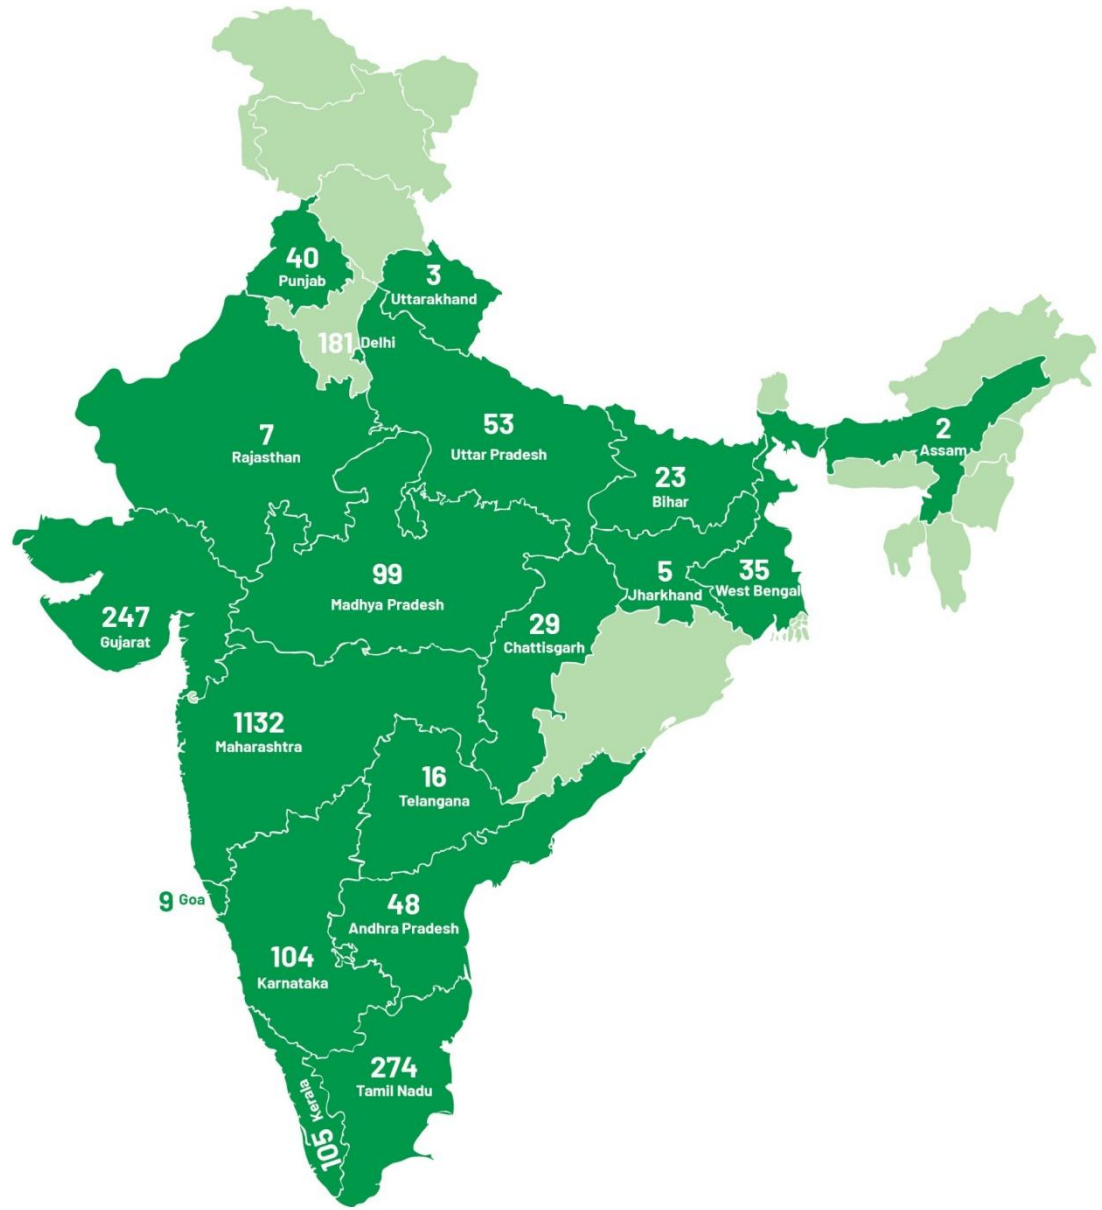 40
Punjab
3
Uttarakhand
181 Delhi
7
Rajasthan
53
Uttar Pradesh
2
Assam
23
Bihar
99
Madhya Pradesh
5
Jharkhand
35
West Bengal
247
Gujarat
29
Chattisgarh
1132
Maharashtra
16
Telangana
9 Goa
48
Andhra Pradesh
104
Karnataka
274
Tamil Nadu
105 Kerala